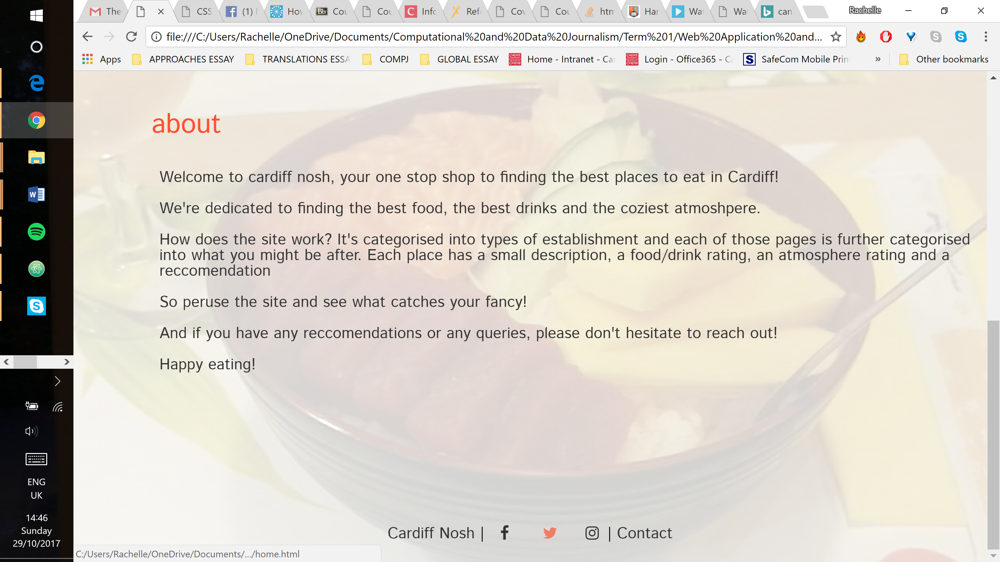 The
CSS
(1)
Cou
Cou
Info
Ref
Cov
Cou
htm
Har
Wat
Wat
can
Rachelle
file:///C:/Users/Rachelle/OneDrive/Documents/Computational%20and%20Data%20Journalism/Term%201/Web%20Application%20and...
Apps APPROACHES ESSAY TRANSLATIONS ESSA COMPJ GLOBAL ESSAY Home - Intranet - Car Login - Office365 - Ca SafeCom Mobile Prin » Other bookmarks
about
Welcome to cardiff nosh, your one stop shop to finding the best places to eat in Cardiff!
We're dedicated to finding the best food, the best drinks and the coziest atmoshpere.
How does the site work? It's categorised into types of establishment and each of those pages is further categorised
into what you might be after. Each place has a small description, a food/drink rating, an atmosphere rating and a
reccomendation
So peruse the site and see what catches your fancy!
And if you have any reccomendations or any queries, please don't hesitate to reach out!
Happy eating!
Cardiff Nosh | | Contact
C:/Users/Rachelle/OneDrive/Documents/.../home.html
ENG
UK
14:46
Sunday
29/10/2017